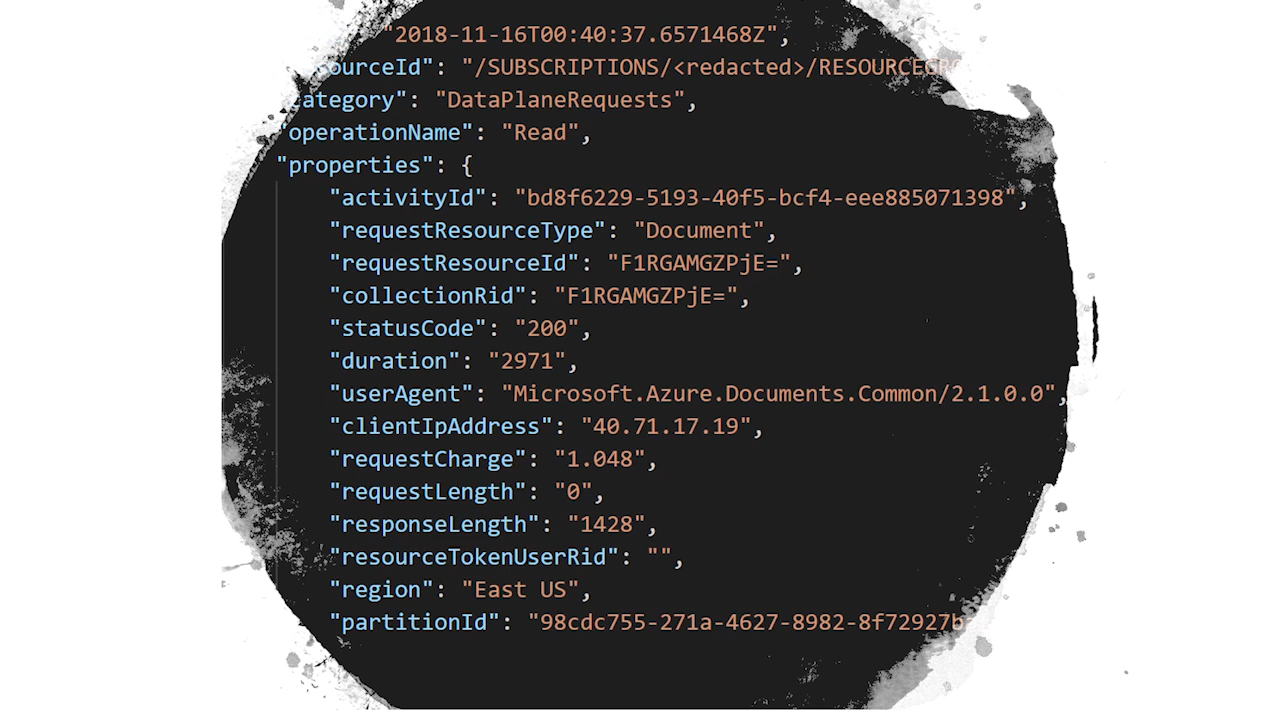 "2018-11-16T00:40:37.6571468Z",
ourceId": "/SUBSCRIPTIONS/<redacted>/RESOURCEGR
category": "DataPlaneRequests",
"operationName": "Read",
"properties": {
"activityId": "bd8f6229-5193-40f5-bcf4-eee885071398",
"requestResourceType": "Document",
"requestResourceId": "F1RGAMGZPjE=",
"collectionRid": "F1RGAMGZPjE=",
"statusCode": "200",
"duration": "2971",
"userAgent": "Microsoft.Azure.Documents.Common/2.1.0.0",
"clientIpAddress": "40.71.17.19",
"requestCharge": "1.048",
"requestLength": "0",
"responseLength": "1428",
"resourceTokenUserRid": "",
"region": "East US",
"partitionId": "98cdc755-271a-4627-8982-8f72927b